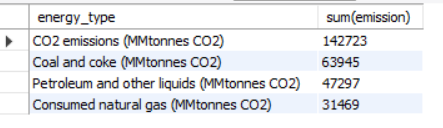 energy_type sum(emission)
CO2 emissions (MMtonnes CO2) 142723
Coal and coke (MMtonnes CO2) 63945
Petroleum and other liquids (MMtonnes CO2) 47297
Consumed natural gas (MMtonnes CO2) 31469